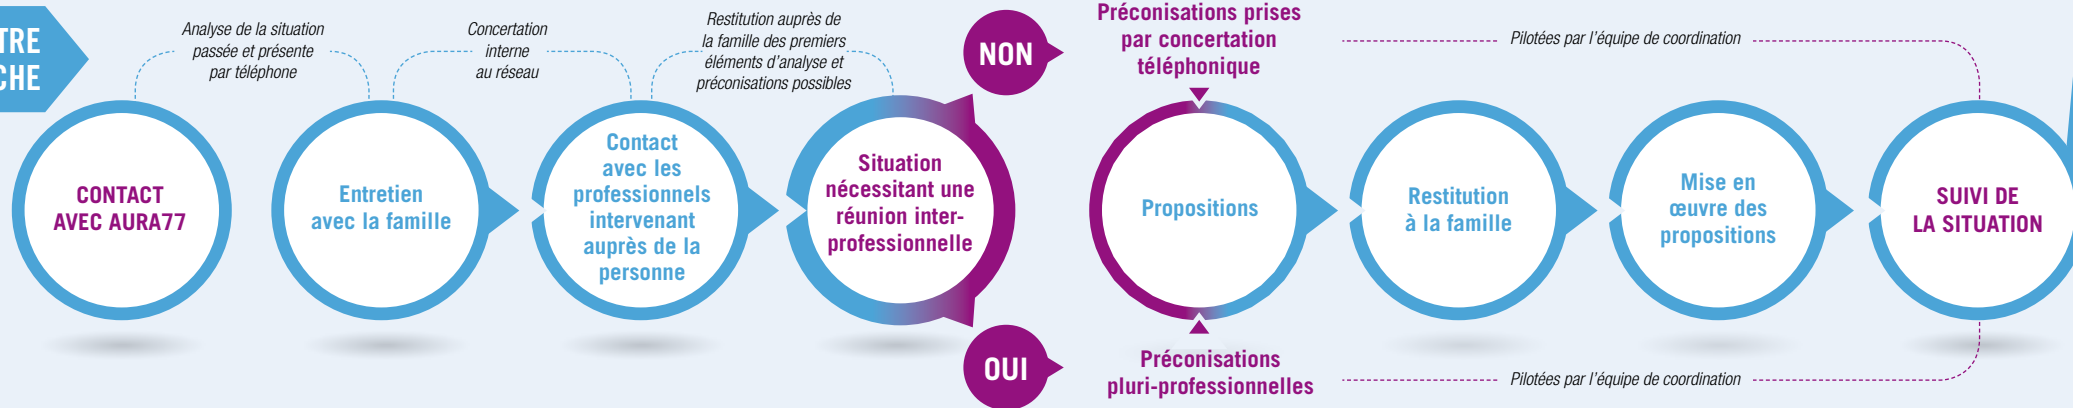 TRE
CHE
CONTACT
AVEC AURA77
Analyse de la situation
passée et présente
par téléphone
Entretien
avec la famille
Concertation
interne
au réseau
Contact
avec les
professionnels
intervenant
auprès de la
personne
Restitution auprès de
la famille des premiers
éléments d'analyse et
préconisations possibles
Situation
nécessitant une
réunion inter-
professionnelle
NON
Préconisations prises
par concertation
téléphonique
Pilotées par l'équipe de coordination
OUI
Préconisations
pluri-professionnelles
Pilotées par l'équipe de coordination
Propositions
Restitution
à la famille
Mise en
œuvre des
propositions
SUIVI DE
LA SITUATION